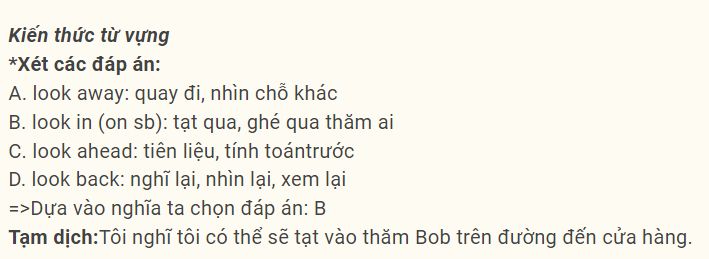 Kiến thức từ vựng
*Xét các đáp án:
A. look away: quay đi, nhìn chỗ khác
B. look in (on sb): tạt qua, ghé qua thăm ai
C. look ahead: tiên liệu, tính toántrước
D. look back: nghĩ lại, nhìn lại, xem lại
=>Dựa vào nghĩa ta chọn đáp án: B
Tạm dịch:Tôi nghĩ tôi có thể sẽ tạt vào thăm Bob trên đường đến cửa hàng.